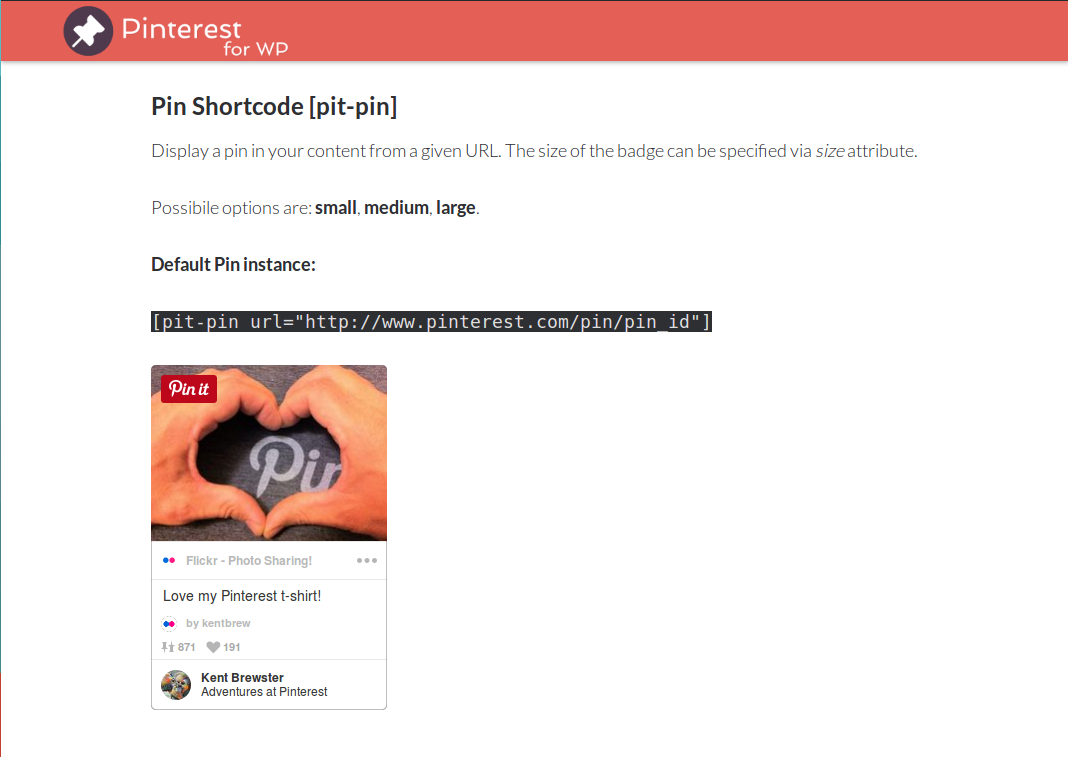 Pinterest
for WP
Pin Shortcode [pit-pin]
Display a pin in your content from a given URL. The size of the badge can be specified via size attribute.
Possibile options are: small, medium, large.
Default Pin instance:
[pit-pin url="http://www.pinterest.com/pin/pin_id"]
Pin it
Pin
Flickr - Photo Sharing!
Love my Pinterest t-shirt!
by kentbrew
871 191
Kent Brewster
Adventures at Pinterest